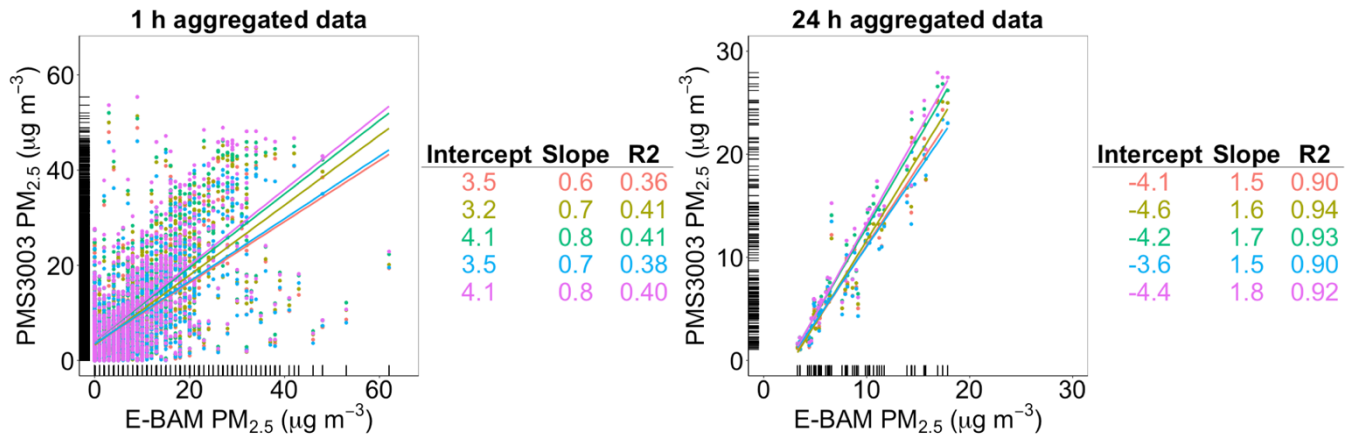 1 h aggregated data
PMS3003 PM2.5 (μg m−3)
60
40
20
0
0 20 40 60
E-BAM PM2.5 (μg m−3)
Intercept Slope R2
3.5 0.6 0.36
3.2 0.7 0.41
4.1 0.8 0.41
3.5 0.7 0.38
4.1 0.8 0.40
24 h aggregated data
PMS3003 PM2.5 (μg m−3)
30
20
10
0
0 10 20 30
E-BAM PM2.5 (μg m−3)
Intercept Slope R2
-4.1 1.5 0.90
-4.6 1.6 0.94
-4.2 1.7 0.93
-3.6 1.5 0.90
-4.4 1.8 0.92